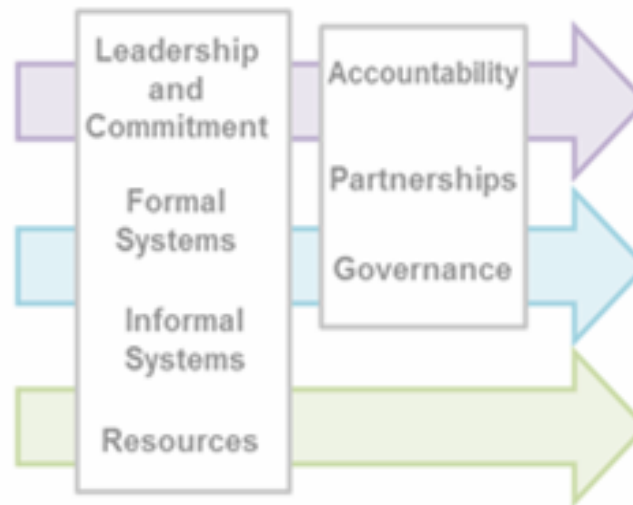 Leadership
and
Commitment
Formal
Systems
Informal
Systems
Resources
Accountability
Partnerships
Governance